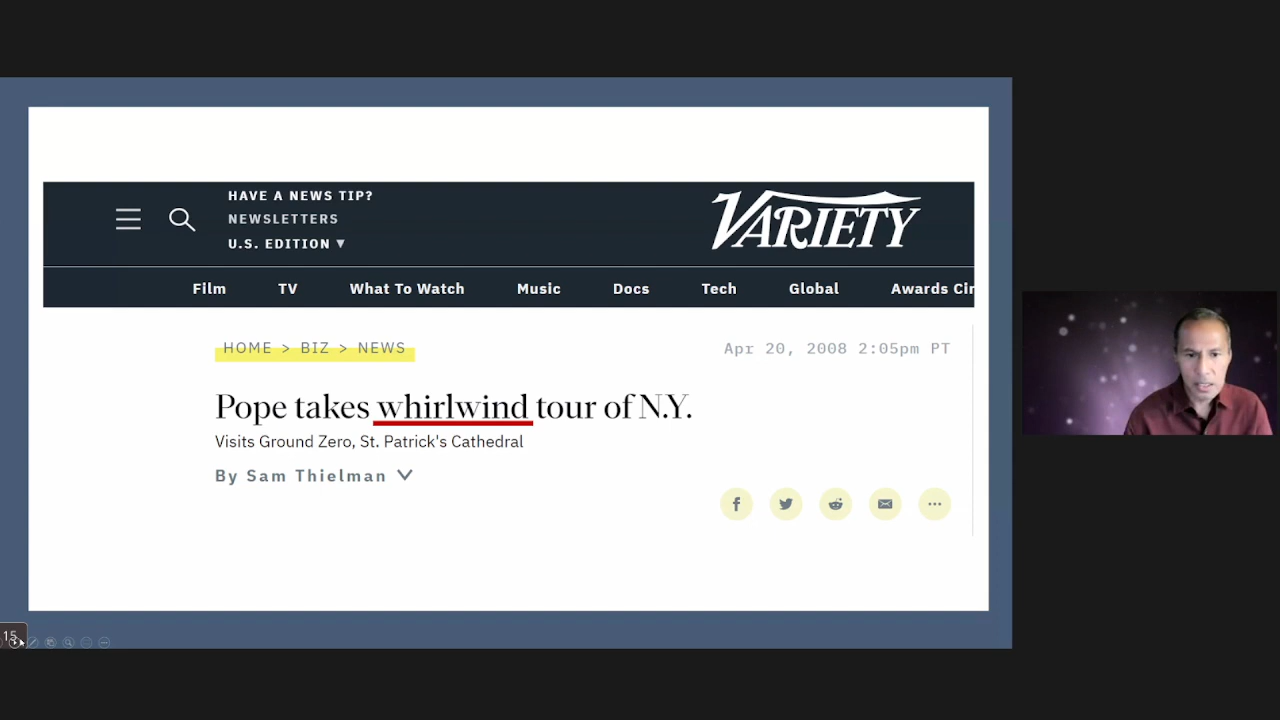 HAVE A NEWS TIP?
NEWSLETTERS
U.S. EDITION ▼
VARIETY
Film TV What To Watch Music Docs Tech Global Awards Cir
HOME > BIZ > NEWS
Apr 20, 2008 2:05pm PT
Pope takes whirlwind tour of N.Y.
Visits Ground Zero, St. Patrick's Cathedral
By Sam Thielman
15